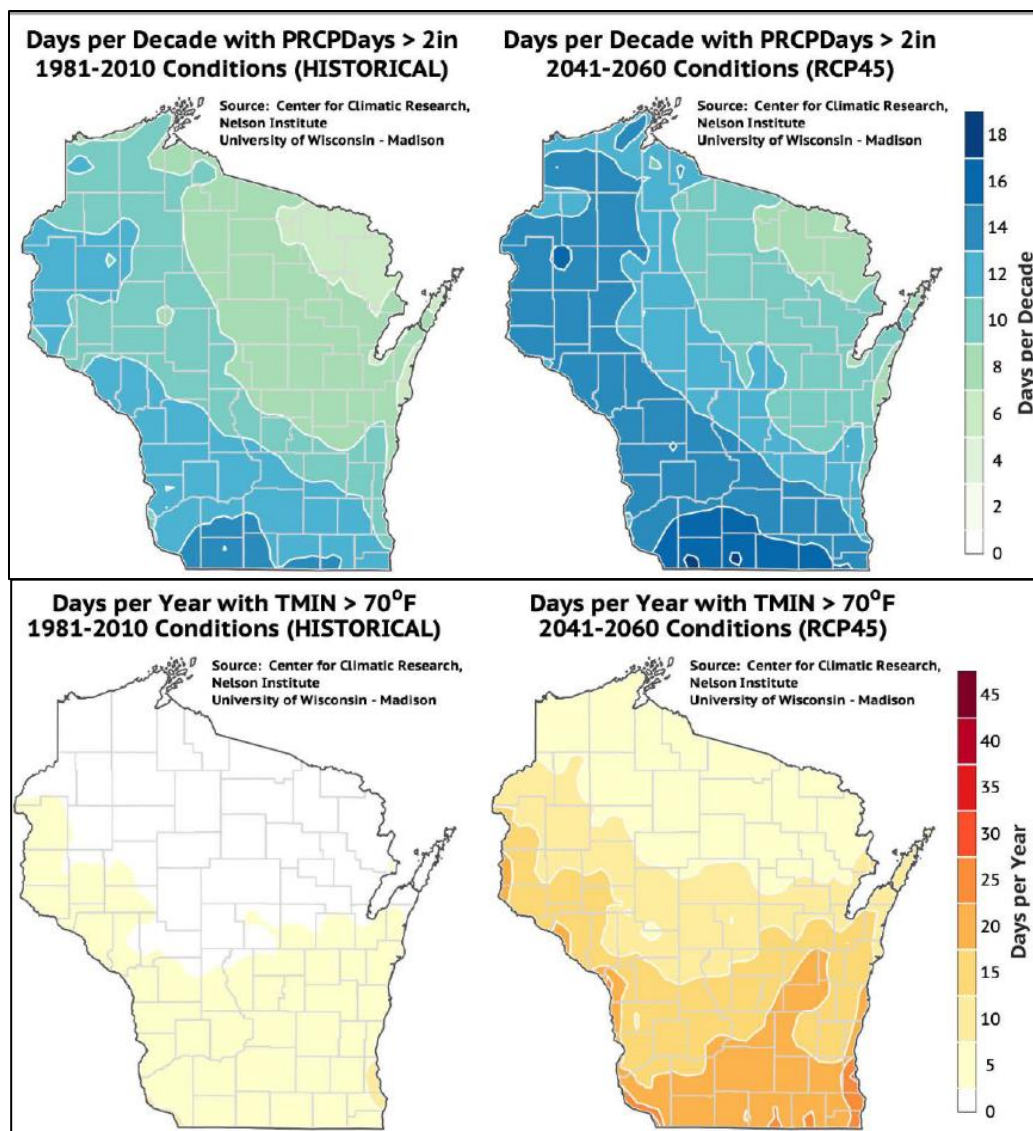 Days per Decade with PRCPDays > 2in
1981-2010 Conditions (HISTORICAL)
Source: Center for Climatic Research,
Nelson Institute
University of Wisconsin - Madison
Days per Decade with PRCPDays > 2in
2041-2060 Conditions (RCP45)
Source: Center for Climatic Research,
Nelson Institute
University of Wisconsin - Madison
18
16
14
12
10
8
6
4
2
0
Days per Decade
Days per Year with TMIN > 70°F
1981-2010 Conditions (HISTORICAL)
Source: Center for Climatic Research,
Nelson Institute
University of Wisconsin - Madison
Days per Year with TMIN > 70°F
2041-2060 Conditions (RCP45)
Source: Center for Climatic Research,
Nelson Institute
University of Wisconsin - Madison
45
40
35
30
25
20
15
10
5
0
Days per Year